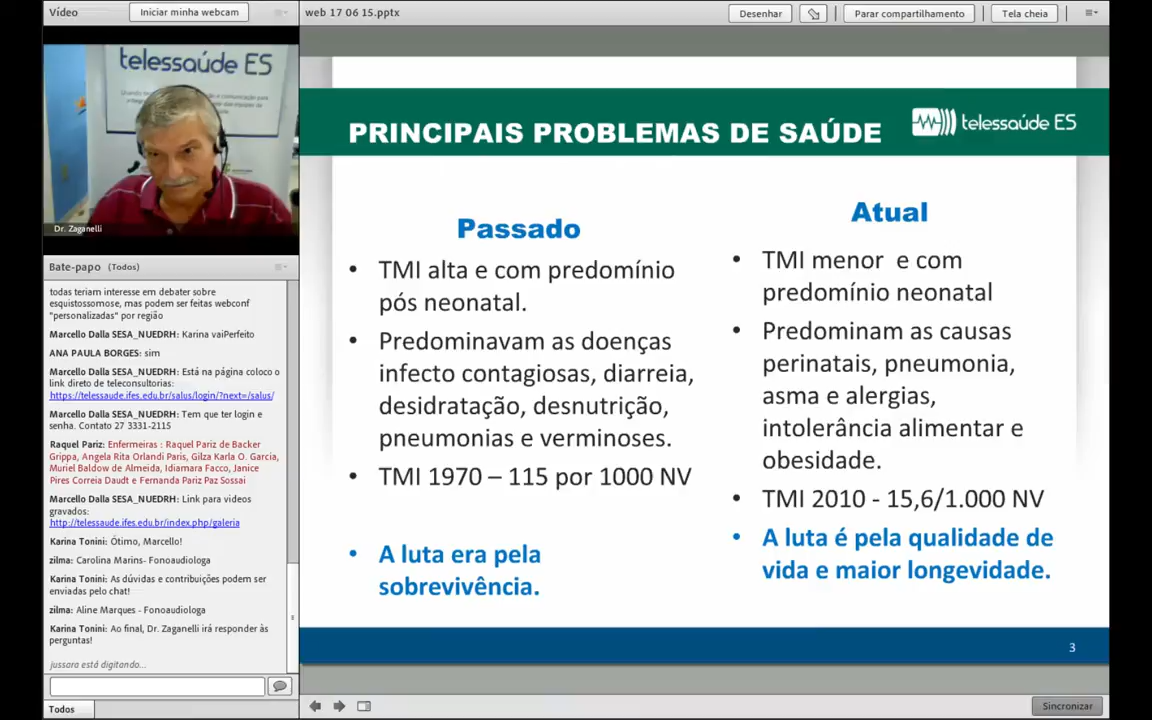 Vídeo
Iniciar minha webcam
web 17 06 15.pptx
Desenhar
Parar compartilhamento
Tela cheia
telessaúde ES
Dr. Zaganelli
Bate-papo (Todos)
todas teriam interesse em debater sobre
esquistossomose, mas podem ser feitas webconf
"personalizadas" por região
Marcello Dalla SESA_NUEDRH: Karina vaiPerfeito
ANA PAULA BORGES: sim
Marcello Dalla SESA_NUEDRH: Está na página coloco o
link direto de teleconsultorias:
https://telessaude.ifes.edu.br/salus/login/?next=/salus/
Marcello Dalla SESA_NUEDRH: Tem que ter login e
senha. Contato 27 3331-2115
Raquel Pariz: Enfermeiras : Raquel Pariz de Backer
Grippa, Angela Rita Orlandi Paris, Gilza Karla O. Garcia,
Muriel Baldow de Almeida, Idiamara Facco, Janice
Pires Correia Daudt e Fernanda Pariz Paz Sossai
Marcello Dalla SESA_NUEDRH: Link para videos
gravados:
http://telessaude.ifes.edu.br/index.php/galeria
Karina Tonini: Ótimo, Marcello!
zilma: Carolina Marins- Fonoaudiologa
Karina Tonini: As dúvidas e contribuições podem ser
enviadas pelo chat!
zilma: Aline Marques - Fonoaudiologa
Karina Tonini: Ao final, Dr. Zaganelli irá responder às
perguntas!
jussara está digitando...
Todos
PRINCIPAIS PROBLEMAS DE SAÚDE
telessaúde ES
Passado
• TMI alta e com predomínio
pós neonatal.
• Predominavam as doenças
infecto contagiosas, diarreia,
desidratação, desnutrição,
pneumonias e verminoses.
• TMI 1970 – 115 por 1000 NV
• A luta era pela
sobrevivência.
Atual
• TMI menor e com
predomínio neonatal
• Predominam as causas
perinatais, pneumonia,
asma e alergias,
intolerância alimentar e
obesidade.
• TMI 2010 - 15,6/1.000 NV
• A luta é pela qualidade de
vida e maior longevidade.
3
Sincronizar